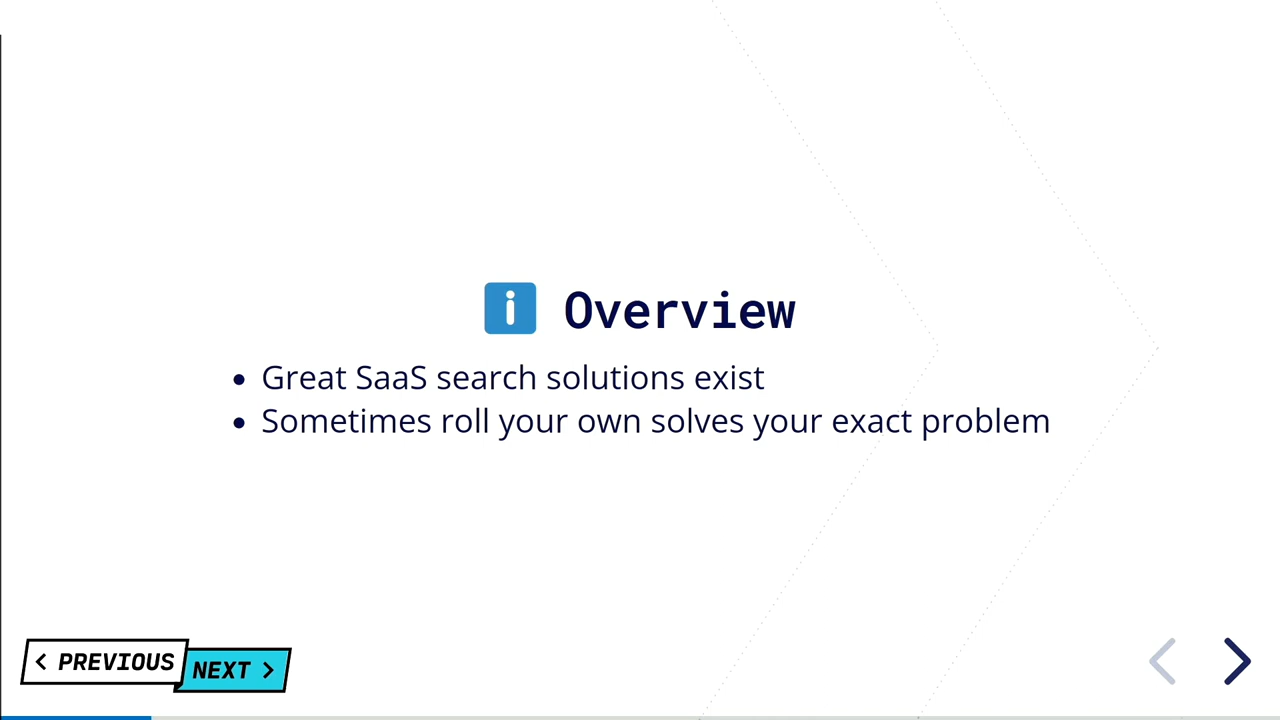 Overview
Great SaaS search solutions exist
Sometimes roll your own solves your exact problem
PREVIOUS
NEXT